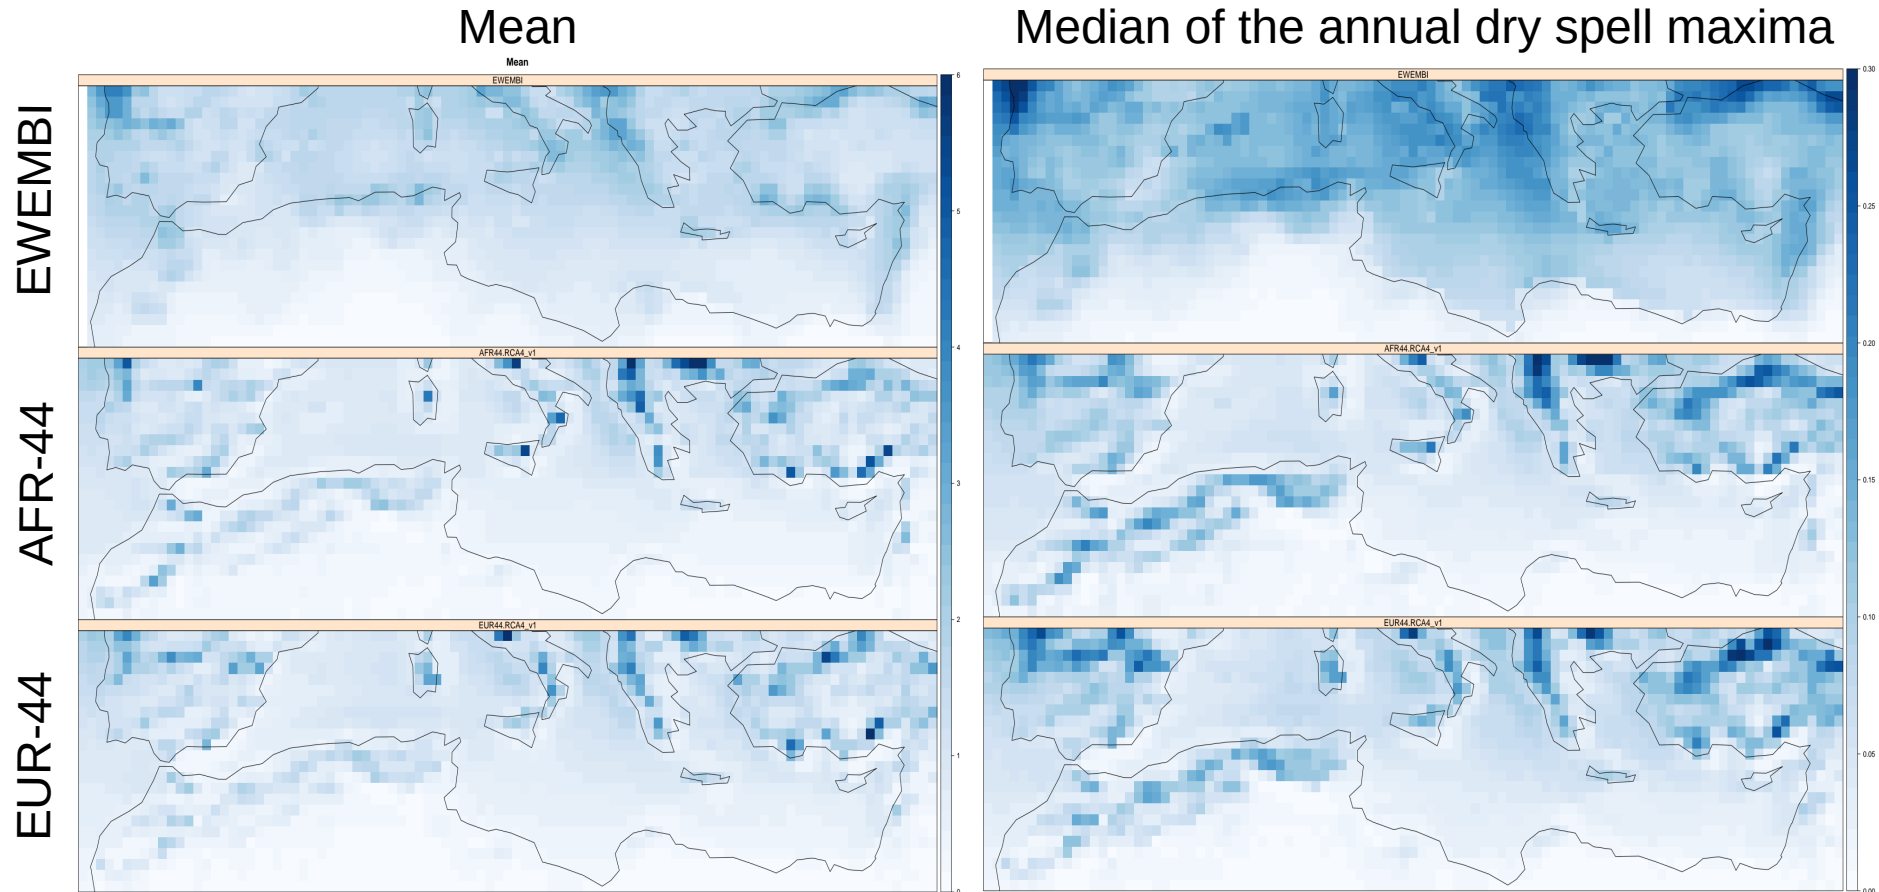 Mean
Median of the annual dry spell maxima
Mean
EWEMBI
EWEMBI
EWEMBI
6
5
4
3
2
1
0
0.30
0.25
0.20
0.15
0.10
0.05
0.00
AFR-44
AFR44.RCA4_v1
AFR44.RCA4_v1
EUR-44
EUR44.RCA4_v1
EUR44.RCA4_v1